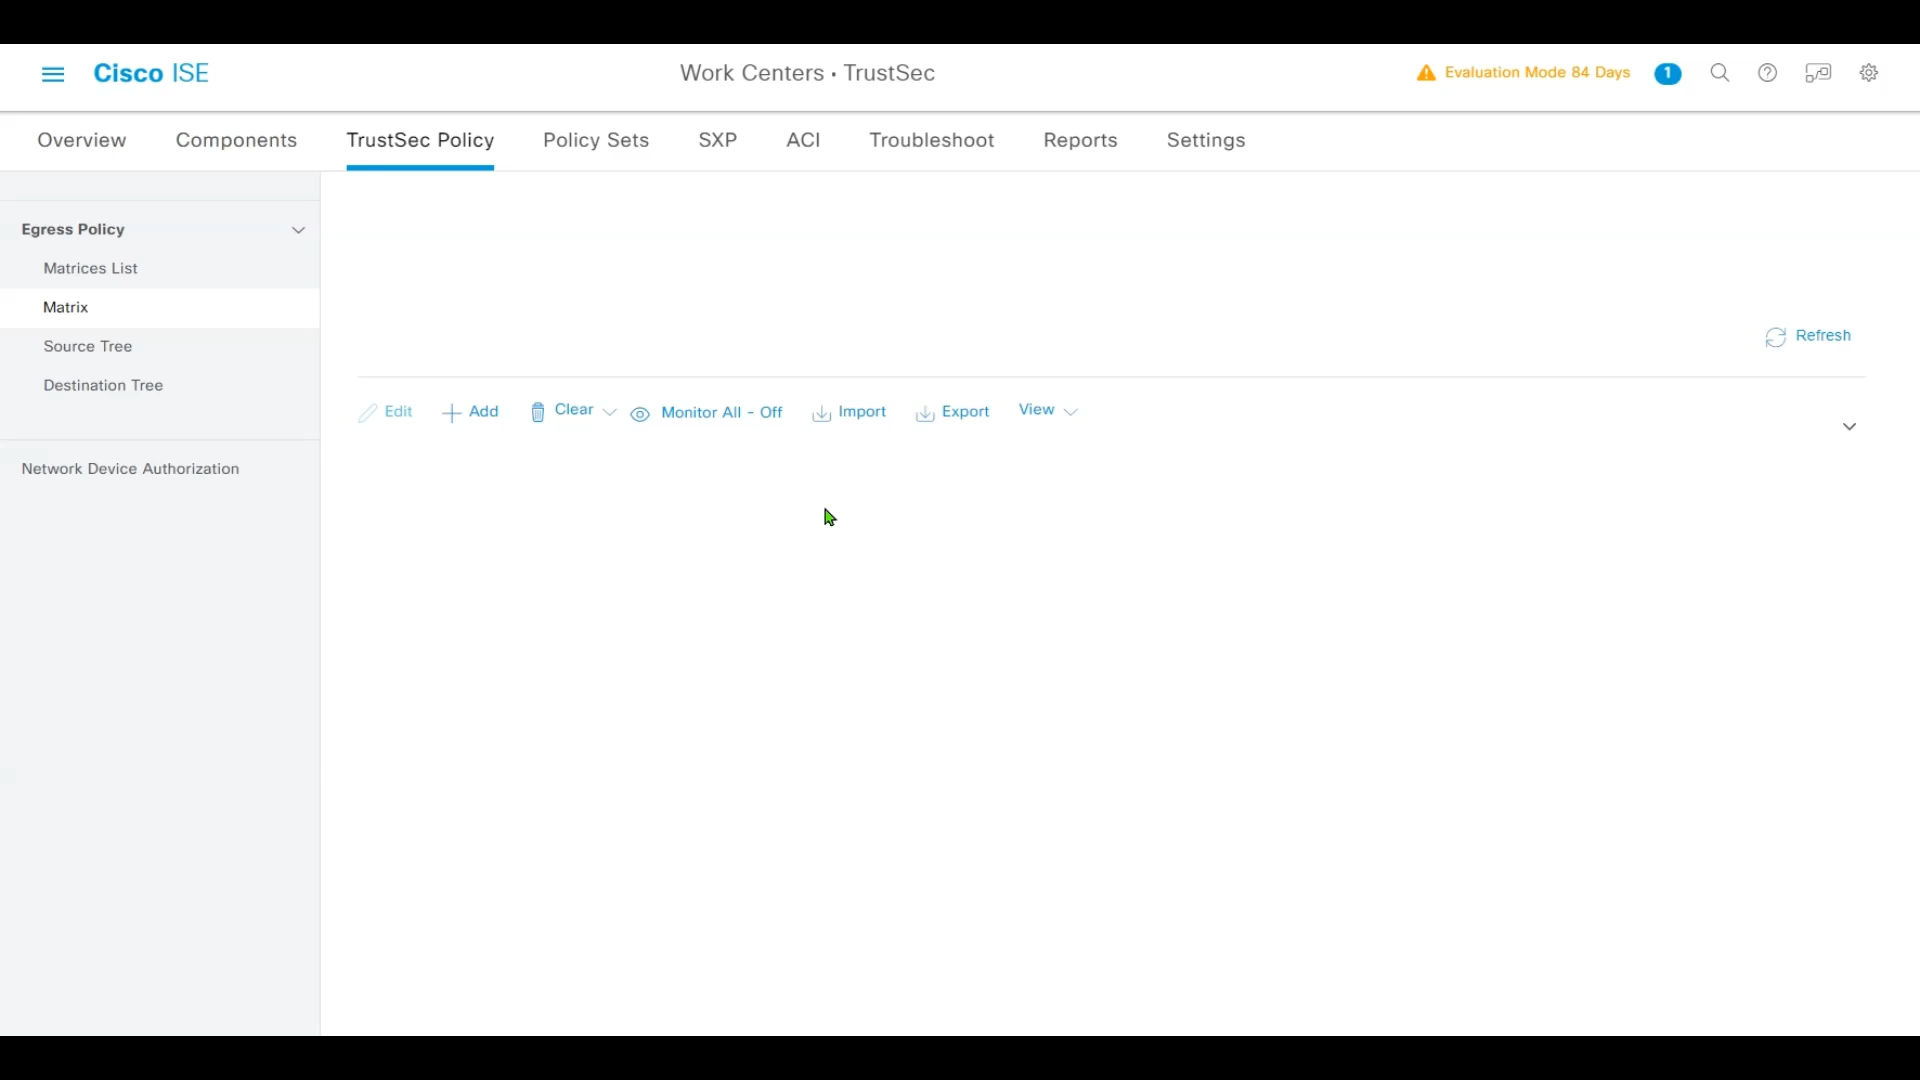 Cisco ISE
Work Centers · TrustSec
Evaluation Mode 84 Days
1
Overview
Components
TrustSec Policy
Policy Sets
SXP
ACI
Troubleshoot
Reports
Settings
Egress Policy
Matrices List
Matrix
Source Tree
Destination Tree
Network Device Authorization
Refresh
Edit
Add
Clear
Monitor All - Off
Import
Export
View